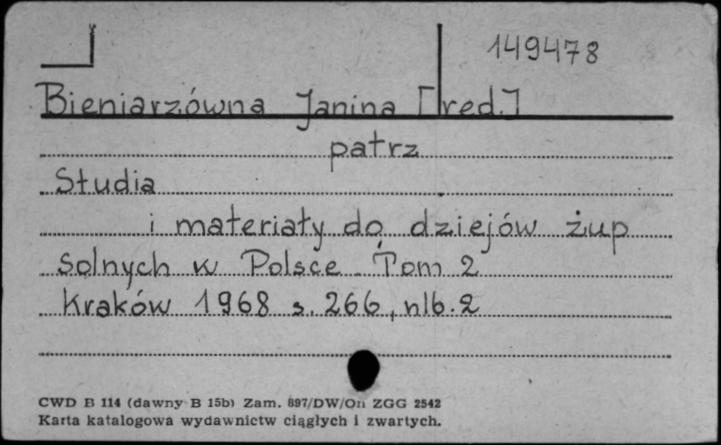 149478
Bieniarzówna Janina [red.]
patrz
Studia
i materiały do dziejów żup
solnych w Polsce. Tom 2
Kraków 1968 s. 266, nlb. 2
CWD B 114 (dawny B 15b) Zam. 897/DW/On ZGG 2542
Karta katalogowa wydawnictw ciągłych i zwartych.